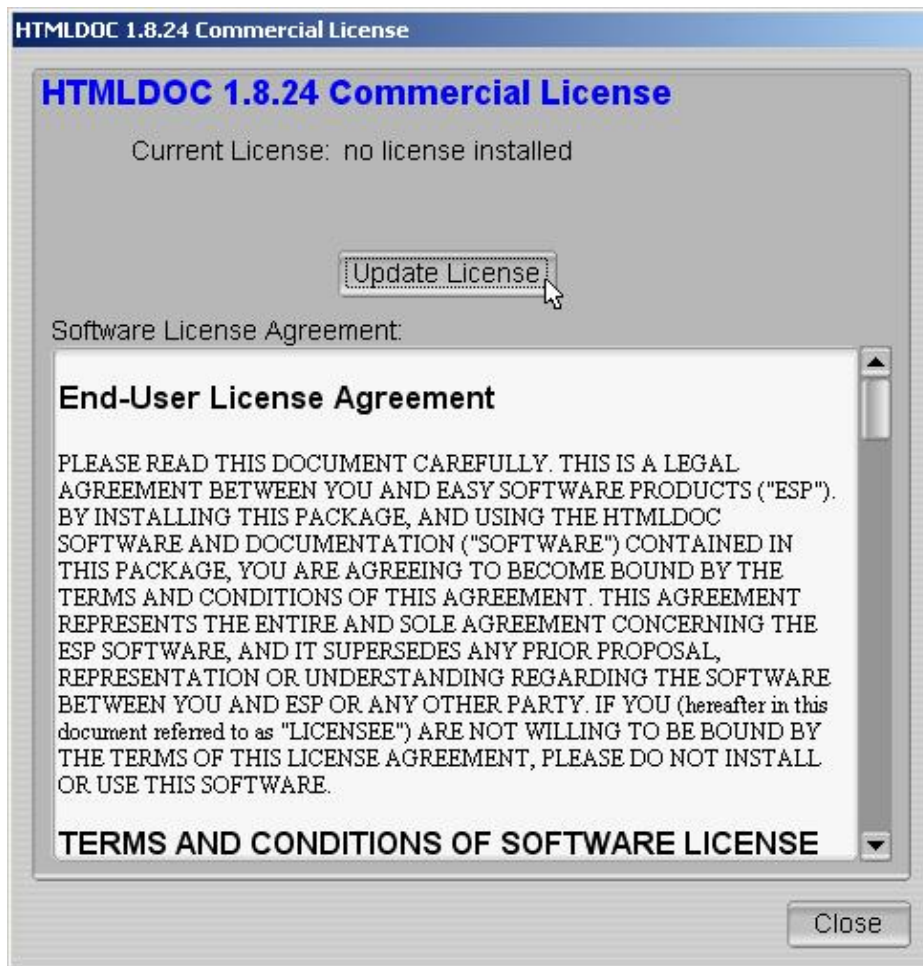 HTMLDOC 1.8.24 Commercial License
HTMLDOC 1.8.24 Commercial License
Current License: no license installed
Update License
Software License Agreement:
End-User License Agreement
PLEASE READ THIS DOCUMENT CAREFULLY. THIS IS A LEGAL
AGREEMENT BETWEEN YOU AND EASY SOFTWARE PRODUCTS ("ESP").
BY INSTALLING THIS PACKAGE, AND USING THE HTMLDOC
SOFTWARE AND DOCUMENTATION ("SOFTWARE") CONTAINED IN
THIS PACKAGE, YOU ARE AGREEING TO BECOME BOUND BY THE
TERMS AND CONDITIONS OF THIS AGREEMENT. THIS AGREEMENT
REPRESENTS THE ENTIRE AND SOLE AGREEMENT CONCERNING THE
ESP SOFTWARE, AND IT SUPERSEDES ANY PRIOR PROPOSAL,
REPRESENTATION OR UNDERSTANDING REGARDING THE SOFTWARE
BETWEEN YOU AND ESP OR ANY OTHER PARTY. IF YOU (hereafter in this
document referred to as "LICENSEE") ARE NOT WILLING TO BE BOUND BY
THE TERMS OF THIS LICENSE AGREEMENT, PLEASE DO NOT INSTALL
OR USE THIS SOFTWARE.
TERMS AND CONDITIONS OF SOFTWARE LICENSE
Close